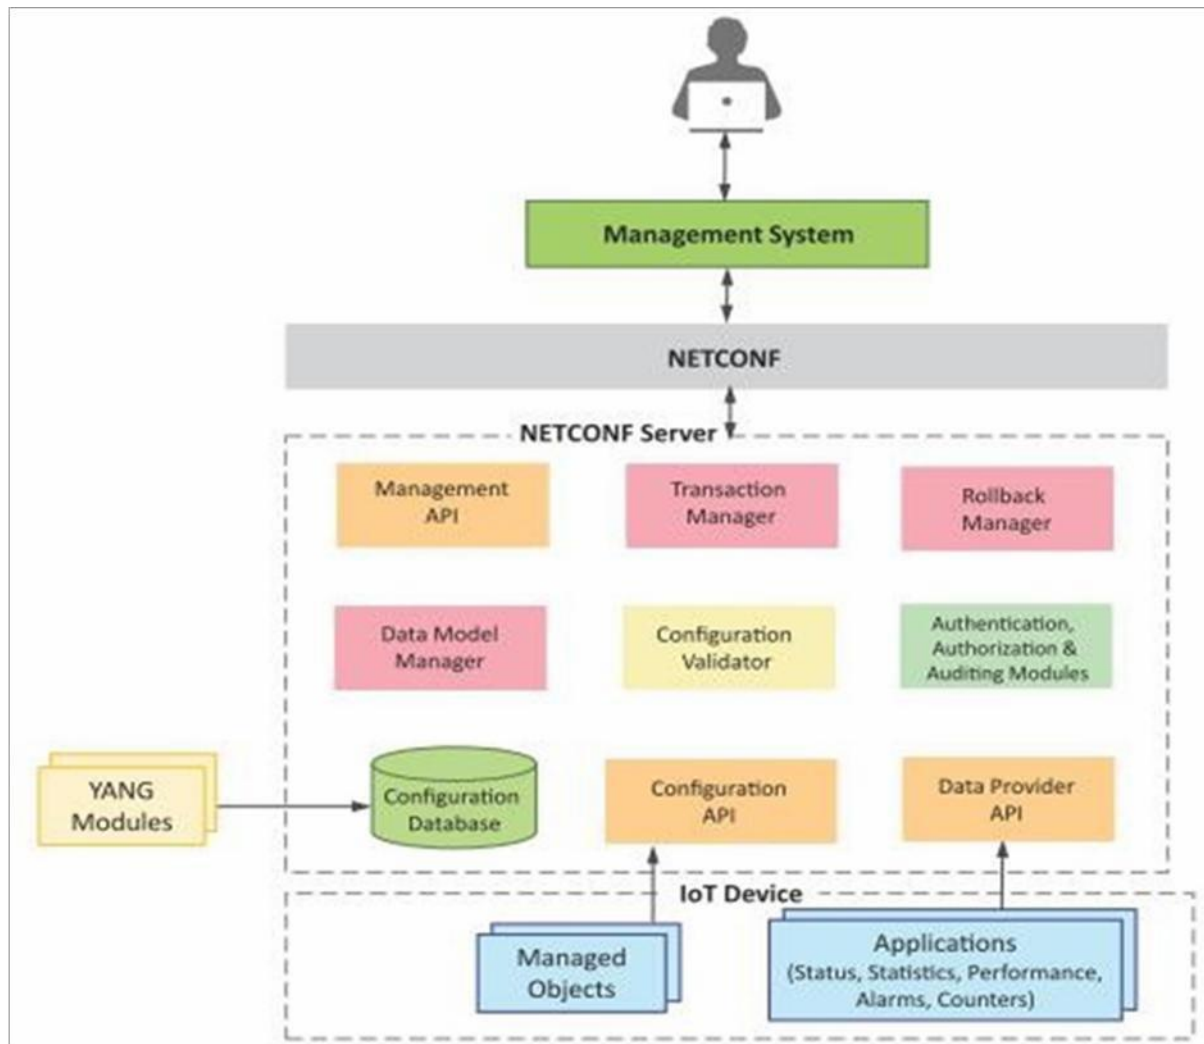 Management System
NETCONF
NETCONF Server
Management
API
Transaction
Manager
Rollback
Manager
Data Model
Manager
Configuration
Validator
Authentication,
Authorization &
Auditing Modules
YANG
Modules
Configuration
Database
Configuration
API
Data Provider
API
IoT Device
Managed
Objects
Applications
(Status, Statistics, Performance,
Alarms, Counters)